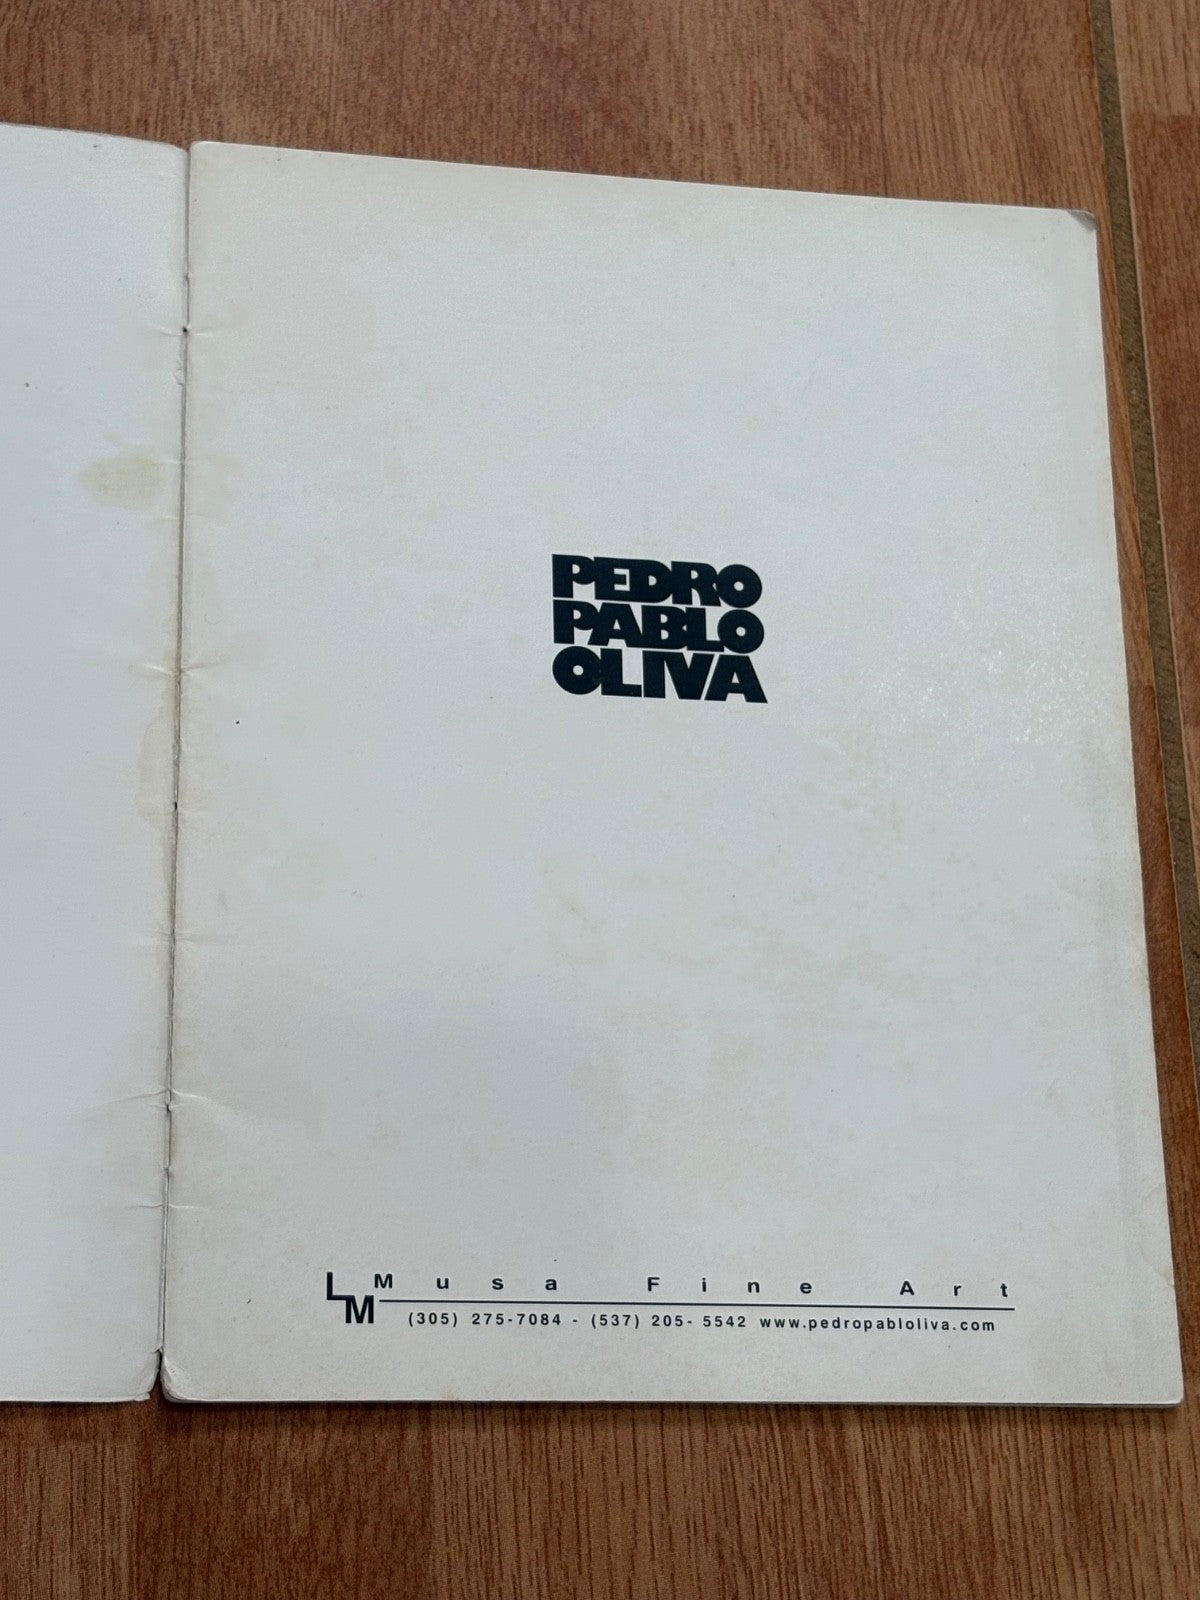 PEDRO
PABLO
OLIVA
LM Musa Fine Art
(305) 275-7084 - (537) 205- 5542 www.pedropabloliva.com